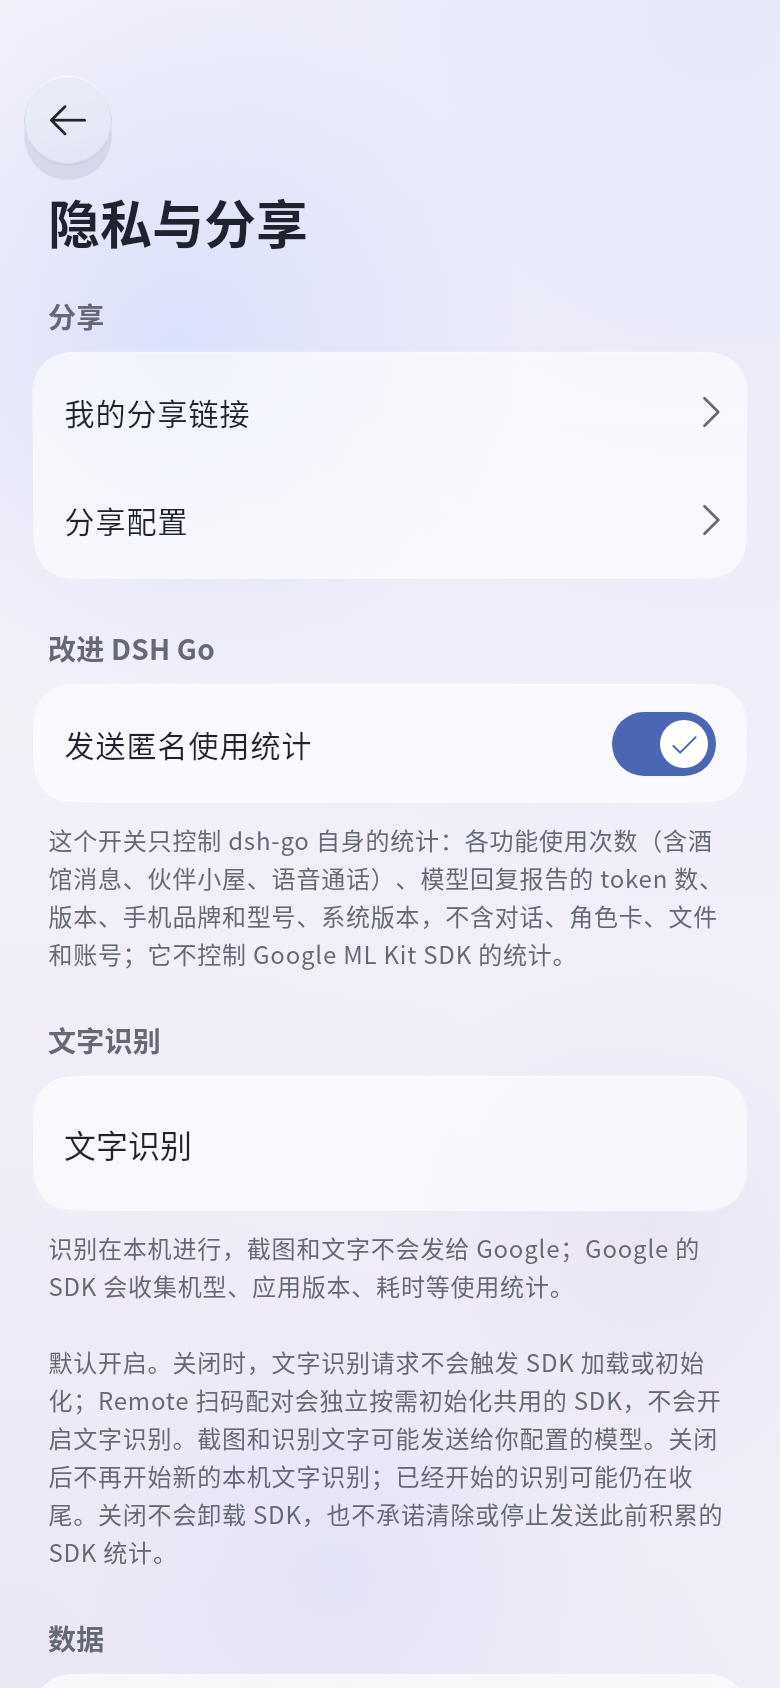 隐私与分享
分享
我的分享链接
分享配置
改进 DSH Go
发送匿名使用统计
这个开关只控制 dsh-go 自身的统计：各功能使用次数（含酒
馆消息、伙伴小屋、语音通话）、模型回复报告的 token 数、
版本、手机品牌和型号、系统版本，不含对话、角色卡、文件
和账号；它不控制 Google ML Kit SDK 的统计。
文字识别
文字识别
识别在本机进行，截图和文字不会发给 Google；Google 的
SDK 会收集机型、应用版本、耗时等使用统计。
默认开启。关闭时，文字识别请求不会触发 SDK 加载或初始
化；Remote 扫码配对会独立按需初始化共用的 SDK，不会开
启文字识别。截图和识别文字可能发送给你配置的模型。关闭
后不再开始新的本机文字识别；已经开始的识别可能仍在收
尾。关闭不会卸载 SDK，也不承诺清除或停止发送此前积累的
SDK 统计。
数据